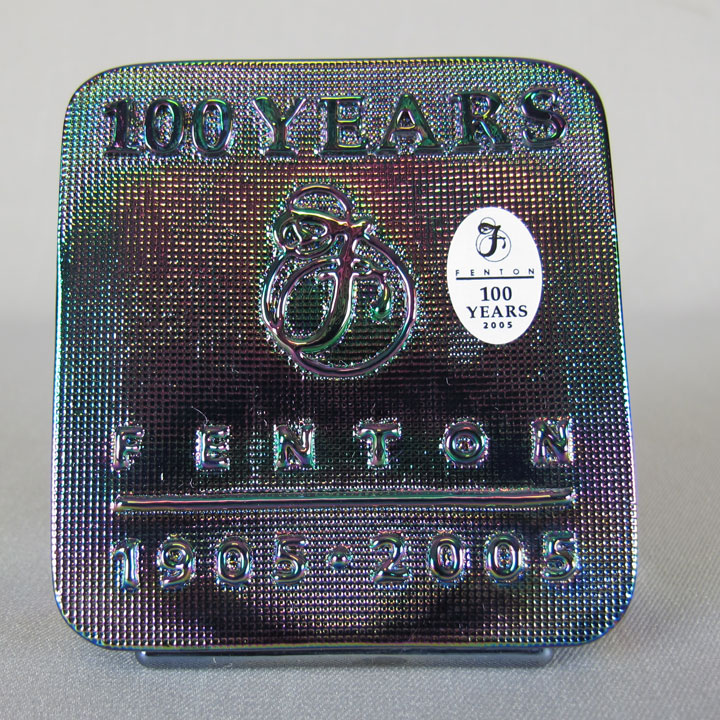 100 YEARS
F
F
FENTON
100
YEARS
2005
FENTON
1905·2005